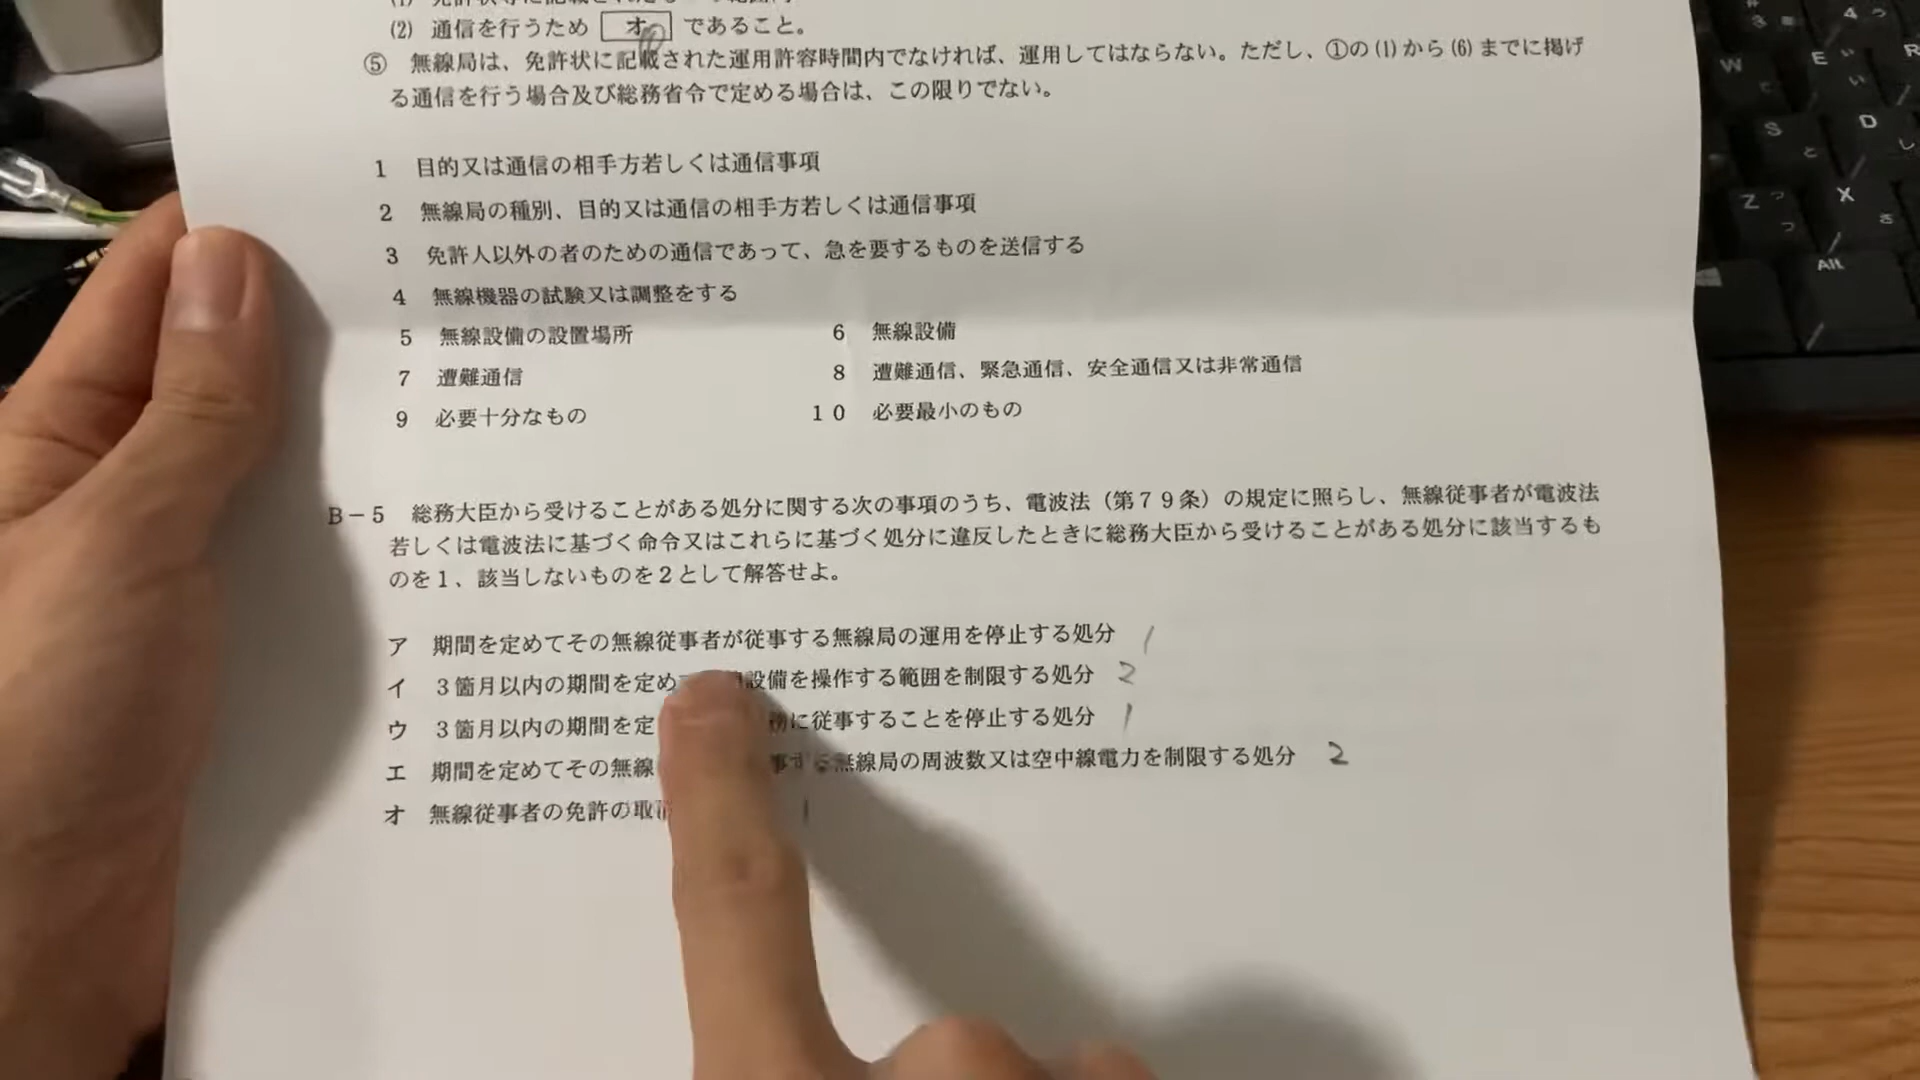 (2) 通信を行うため オ であること。
⑤ 無線局は、免許状に記載された運用許容時間内でなければ、運用してはならない。ただし、①の(1)から(6)までに掲げ
る通信を行う場合及び総務省令で定める場合は、この限りでない。
1 目的又は通信の相手方若しくは通信事項
2 無線局の種別、目的又は通信の相手方若しくは通信事項
3 免許人以外の者のための通信であって、急を要するものを送信する
4 無線機器の試験又は調整をする
5 無線設備の設置場所 6 無線設備
7 遭難通信 8 遭難通信、緊急通信、安全通信又は非常通信
9 必要十分なもの 10 必要最小のもの
B-5 総務大臣から受けることがある処分に関する次の事項のうち、電波法(第79条)の規定に照らし、無線従事者が電波法
若しくは電波法に基づく命令又はこれらに基づく処分に違反したときに総務大臣から受けることがある処分に該当するも
のを1、該当しないものを2として解答せよ。
ア 期間を定めてその無線従事者が従事する無線局の運用を停止する処分 1
イ 3箇月以内の期間を定め 設備を操作する範囲を制限する処分 2
ウ 3箇月以内の期間を定 務に従事することを停止する処分 1
エ 期間を定めてその無線 事する無線局の周波数又は空中線電力を制限する処分 2
オ 無線従事者の免許の取消 1
W
E
い
R
S
と
D
し
Z
つ
X
さ
Alt